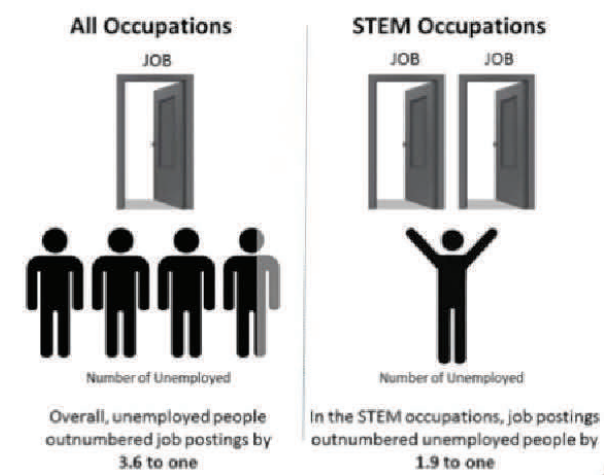 All Occupations
JOB
Number of Unemployed
Overall, unemployed people
outnumbered job postings by
3.6 to one
STEM Occupations
JOB JOB
Number of Unemployed
In the STEM occupations, job postings
outnumbered unemployed people by
1.9 to one